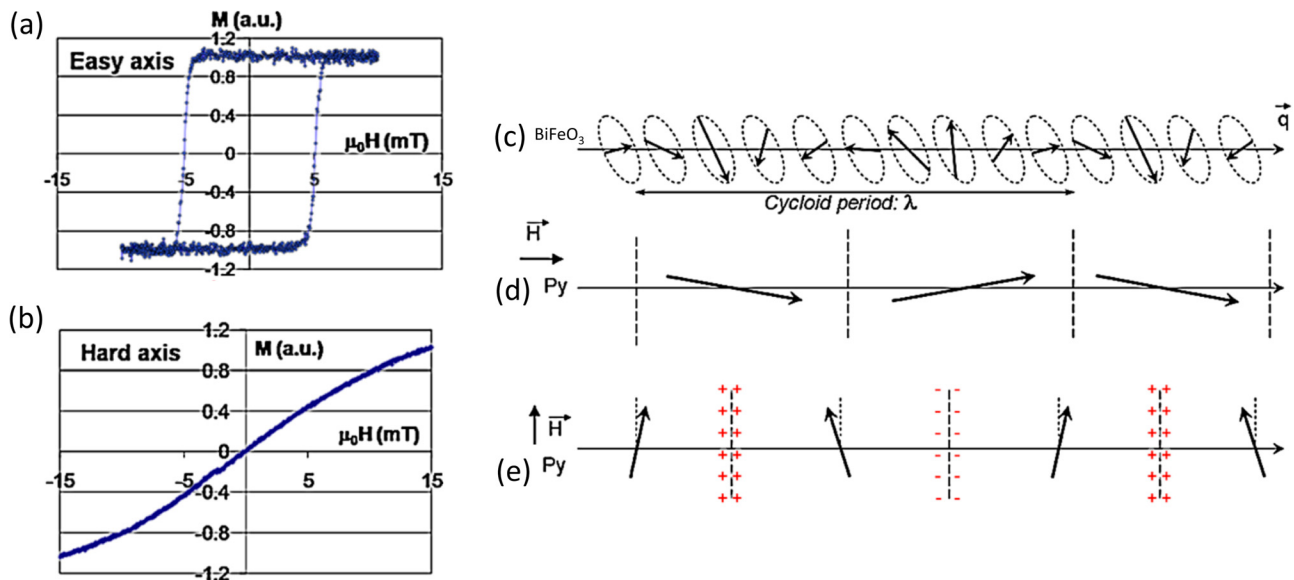 (a)
M (a.u.)
Easy axis
1.2
0.8
0.4
0
-0.4
-0.8
-1.2
-15
-5
5
15
μ₀H (mT)
(b)
Hard axis
M (a.u.)
1.2
0.8
0.4
0
-0.4
-0.8
-1.2
-15
-5
5
15
μ₀H (mT)
(c)
BiFeO₃
q
Cycloid period: λ
(d)
H
Py
(e)
H
Py
+ + + +
+ + + +
+ + + +
+ + + +
+ + + +
+ + + +
- -
- -
- -
- -
- -
- -